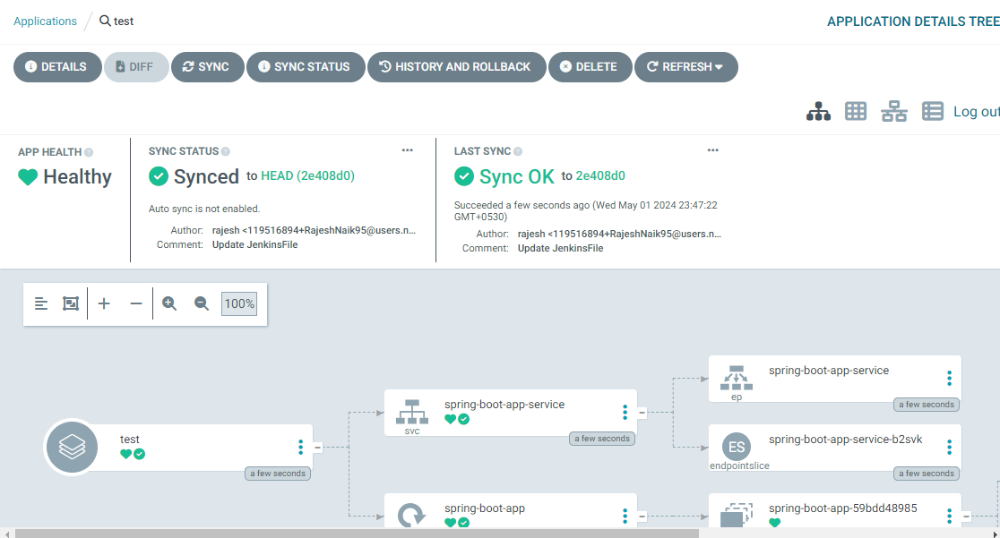 Applications / test
APPLICATION DETAILS TREE
DETAILS DIFF SYNC SYNC STATUS HISTORY AND ROLLBACK DELETE REFRESH
Log out
APP HEALTH
Healthy
SYNC STATUS
Synced to HEAD (2e408d0)
Auto sync is not enabled.
Author: rajesh <119516894+RajeshNaik95@users.n...
Comment: Update JenkinsFile
LAST SYNC
Sync OK to 2e408d0
Succeeded a few seconds ago (Wed May 01 2024 23:47:22
GMT+0530)
Author: rajesh <119516894+RajeshNaik95@users.n...
Comment: Update JenkinsFile
100%
test
a few seconds
spring-boot-app-service
svc
a few seconds
spring-boot-app-service
ep
a few seconds
ES
spring-boot-app-service-b2svk
endpointslice
a few seconds
spring-boot-app
spring-boot-app-59bdd48985